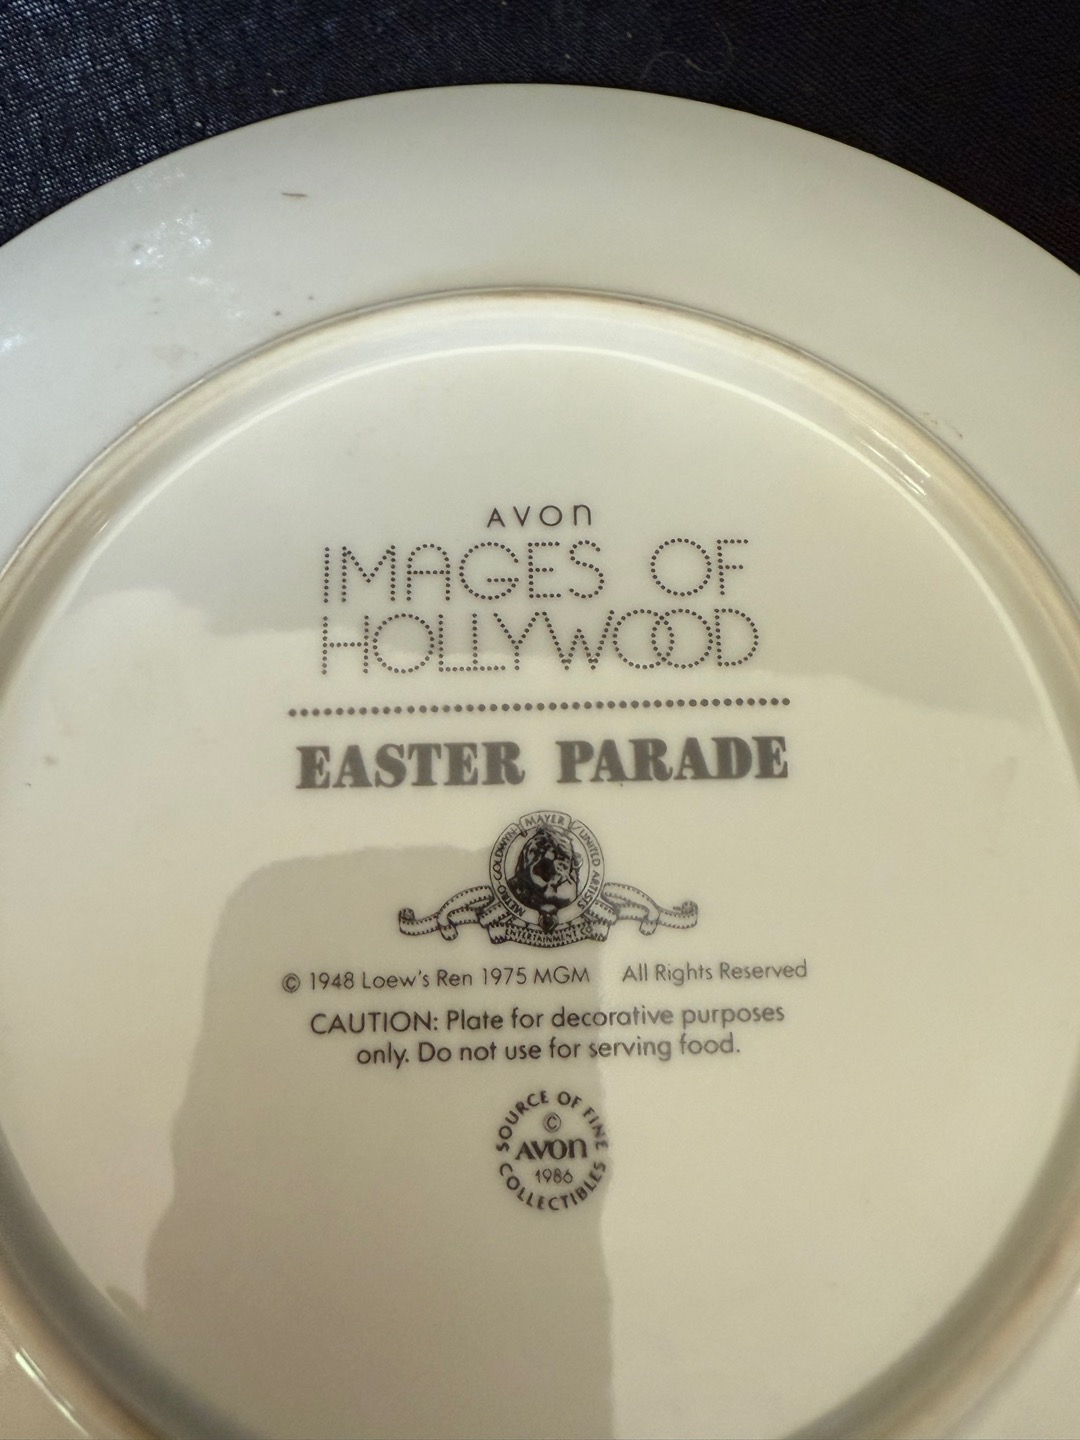 AVON
IMAGES OF
HOLLYWOOD
EASTER PARADE
METRO GOLDWYN MAYER / UNITED ARTISTS
ENTERTAINMENT CO.
© 1948 Loew's Ren 1975 MGM All Rights Reserved
CAUTION: Plate for decorative purposes
only. Do not use for serving food.
SOURCE OF FINE
©
AVON
1986
COLLECTIBLES